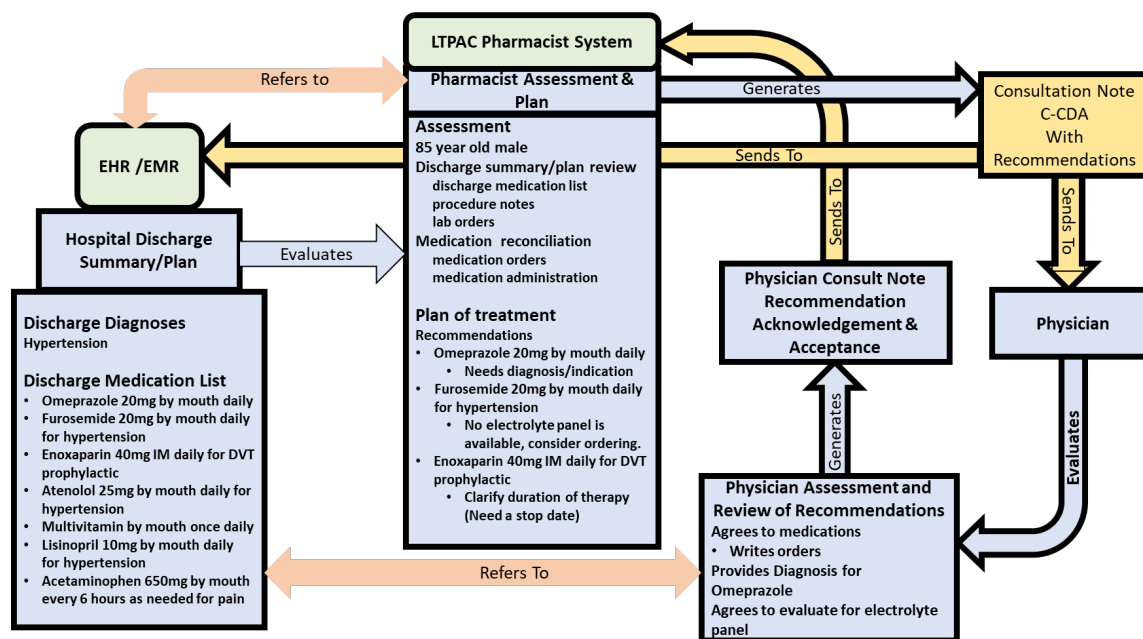 LTPAC Pharmacist System
Refers to
Pharmacist Assessment &
Plan
Generates
Consultation Note
C-CDA
With
Recommendations
EHR /EMR
Sends To
Sends
To
Hospital Discharge
Summary/Plan
Evaluates
Assessment
85 year old male
Discharge summary/plan review
discharge medication list
procedure notes
lab orders
Medication reconciliation
medication orders
medication administration
Plan of treatment
Recommendations
• Omeprazole 20mg by mouth daily
• Needs diagnosis/indication
• Furosemide 20mg by mouth daily
for hypertension
• No electrolyte panel is
available, consider ordering.
• Enoxaparin 40mg IM daily for DVT
prophylactic
• Clarify duration of therapy
(Need a stop date)
Discharge Diagnoses
Hypertension
Discharge Medication List
• Omeprazole 20mg by mouth daily
• Furosemide 20mg by mouth daily
for hypertension
• Enoxaparin 40mg IM daily for DVT
prophylactic
• Atenolol 25mg by mouth daily for
hypertension
• Multivitamin by mouth once daily
• Lisinopril 10mg by mouth daily
for hypertension
• Acetaminophen 650mg by mouth
every 6 hours as needed for pain
Sends To
Physician Consult Note
Recommendation
Acknowledgement &
Acceptance
Physician
Generates
Evaluates
Physician Assessment and
Review of Recommendations
Agrees to medications
• Writes orders
Provides Diagnosis for
Omeprazole
Agrees to evaluate for electrolyte
panel
Refers To